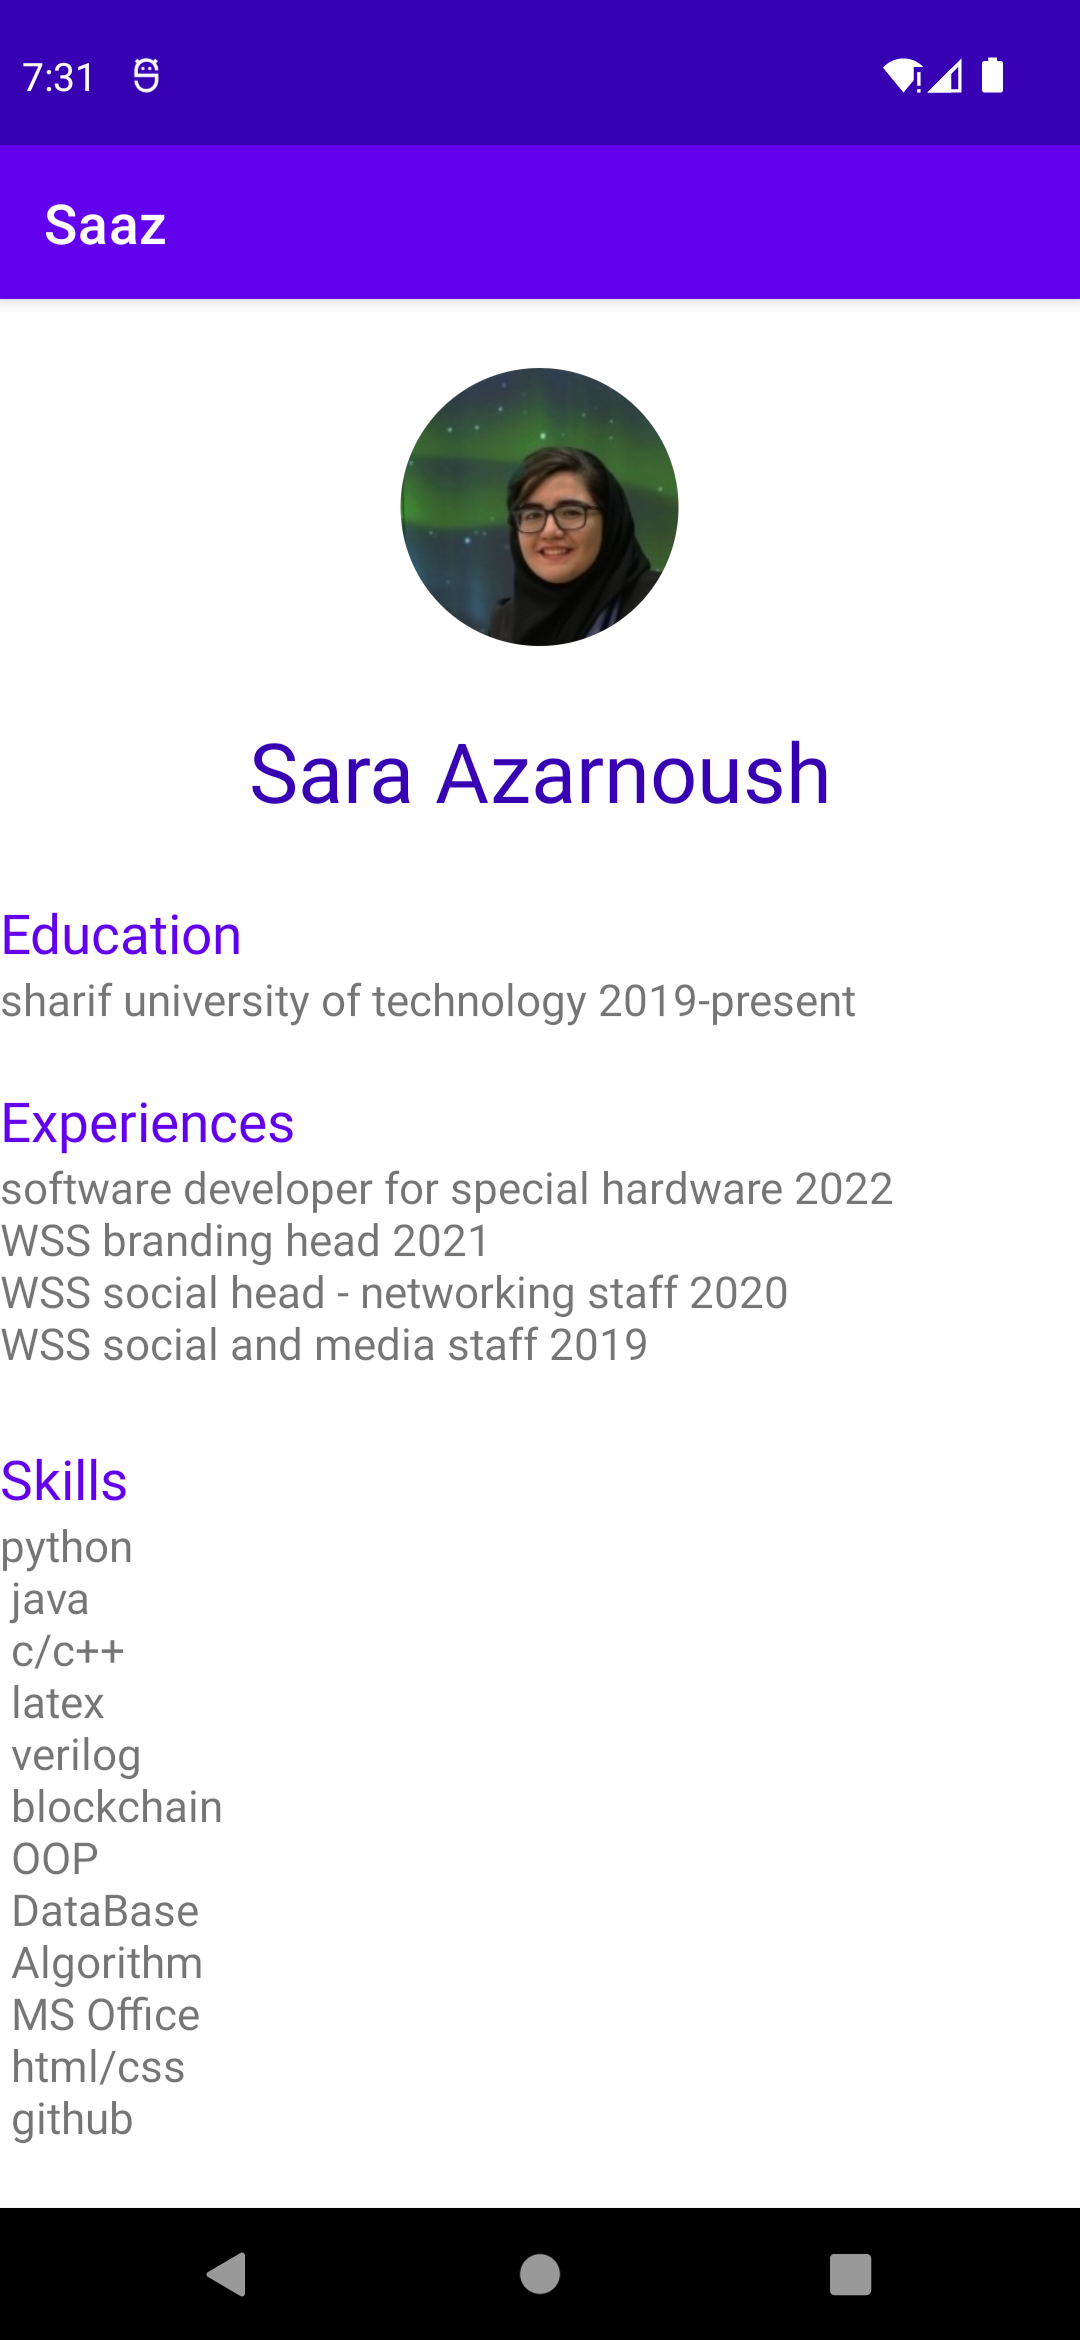 7:31
Saaz
Sara Azarnoush
Education
sharif university of technology 2019-present
Experiences
software developer for special hardware 2022
WSS branding head 2021
WSS social head - networking staff 2020
WSS social and media staff 2019
Skills
python
java
c/c++
latex
verilog
blockchain
OOP
DataBase
Algorithm
MS Office
html/css
github